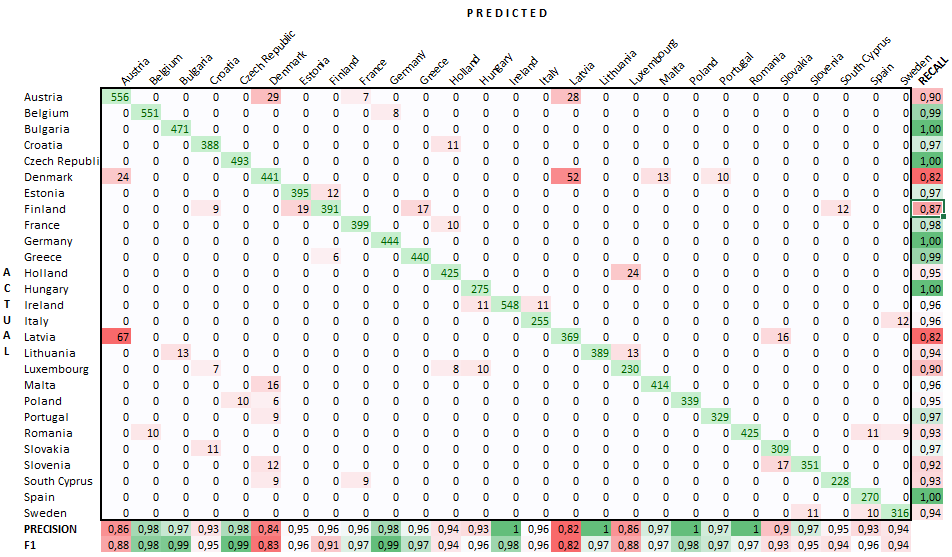 PREDICTED
Austria Belgium Bulgaria Croatia Czech Republic Denmark Estonia Finland France Germany Greece Holland Hungary Ireland Italy Latvia Lithuania Luxembourg Malta Poland Portugal Romania Slovakia Slovenia South Cyprus Spain Sweden RECALL
Austria 556 0 0 0 0 29 0 0 7 0 0 0 0 0 0 28 0 0 0 0 0 0 0 0 0 0 0 0,90
Belgium 0 551 0 0 0 0 0 0 0 8 0 0 0 0 0 0 0 0 0 0 0 0 0 0 0 0 0 0,99
Bulgaria 0 0 471 0 0 0 0 0 0 0 0 0 0 0 0 0 0 0 0 0 0 0 0 0 0 0 0 1,00
Croatia 0 0 0 388 0 0 0 0 0 0 0 11 0 0 0 0 0 0 0 0 0 0 0 0 0 0 0 0,97
Czech Republi 0 0 0 0 493 0 0 0 0 0 0 0 0 0 0 0 0 0 0 0 0 0 0 0 0 0 0 1,00
Denmark 24 0 0 0 0 441 0 0 0 0 0 0 0 0 0 52 0 0 13 0 10 0 0 0 0 0 0 0,82
Estonia 0 0 0 0 0 0 395 12 0 0 0 0 0 0 0 0 0 0 0 0 0 0 0 0 0 0 0 0,97
Finland 0 0 0 9 0 0 19 391 0 0 17 0 0 0 0 0 0 0 0 0 0 0 0 0 12 0 0 0,87
France 0 0 0 0 0 0 0 0 399 0 0 10 0 0 0 0 0 0 0 0 0 0 0 0 0 0 0 0,98
Germany 0 0 0 0 0 0 0 0 0 444 0 0 0 0 0 0 0 0 0 0 0 0 0 0 0 0 0 1,00
Greece 0 0 0 0 0 0 0 6 0 0 440 0 0 0 0 0 0 0 0 0 0 0 0 0 0 0 0 0,99
A Holland 0 0 0 0 0 0 0 0 0 0 0 425 0 0 0 0 0 24 0 0 0 0 0 0 0 0 0 0,95
C Hungary 0 0 0 0 0 0 0 0 0 0 0 0 275 0 0 0 0 0 0 0 0 0 0 0 0 0 0 1,00
T Ireland 0 0 0 0 0 0 0 0 0 0 0 0 11 548 11 0 0 0 0 0 0 0 0 0 0 0 0 0,96
U Italy 0 0 0 0 0 0 0 0 0 0 0 0 0 0 255 0 0 0 0 0 0 0 0 0 0 0 12 0,96
A Latvia 67 0 0 0 0 0 0 0 0 0 0 0 0 0 0 369 0 0 0 0 0 0 16 0 0 0 0 0,82
L Lithuania 0 0 13 0 0 0 0 0 0 0 0 0 0 0 0 0 389 13 0 0 0 0 0 0 0 0 0 0,94
Luxembourg 0 0 0 7 0 0 0 0 0 0 0 8 10 0 0 0 0 230 0 0 0 0 0 0 0 0 0 0,90
Malta 0 0 0 0 0 16 0 0 0 0 0 0 0 0 0 0 0 0 414 0 0 0 0 0 0 0 0 0,96
Poland 0 0 0 0 10 6 0 0 0 0 0 0 0 0 0 0 0 0 0 339 0 0 0 0 0 0 0 0,95
Portugal 0 0 0 0 0 9 0 0 0 0 0 0 0 0 0 0 0 0 0 0 329 0 0 0 0 0 0 0,97
Romania 0 10 0 0 0 0 0 0 0 0 0 0 0 0 0 0 0 0 0 0 0 425 0 0 0 11 9 0,93
Slovakia 0 0 0 11 0 0 0 0 0 0 0 0 0 0 0 0 0 0 0 0 0 0 309 0 0 0 0 0,97
Slovenia 0 0 0 0 0 12 0 0 0 0 0 0 0 0 0 0 0 0 0 0 0 0 17 351 0 0 0 0,92
South Cyprus 0 0 0 0 0 9 0 0 9 0 0 0 0 0 0 0 0 0 0 0 0 0 0 0 228 0 0 0,93
Spain 0 0 0 0 0 0 0 0 0 0 0 0 0 0 0 0 0 0 0 0 0 0 0 0 0 270 0 1,00
Sweden 0 0 0 0 0 0 0 0 0 0 0 0 0 0 0 0 0 0 0 0 0 0 0 11 0 10 316 0,94
PRECISION 0,86 0,98 0,97 0,93 0,98 0,84 0,95 0,96 0,96 0,98 0,96 0,94 0,93 1 0,96 0,82 1 0,86 0,97 1 0,97 1 0,9 0,97 0,95 0,93 0,94
F1 0,88 0,98 0,99 0,95 0,99 0,83 0,96 0,91 0,97 0,99 0,97 0,94 0,96 0,98 0,96 0,82 0,97 0,88 0,97 0,98 0,97 0,97 0,93 0,95 0,94 0,96 0,94